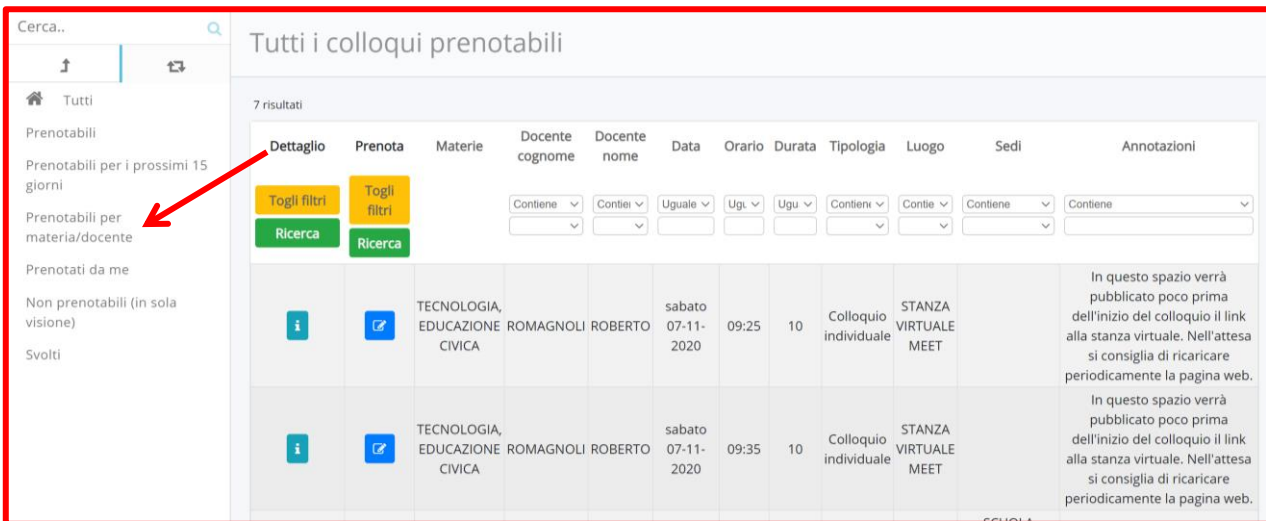 Cerca..
Tutti i colloqui prenotabili
Tutti
Prenotabili
Prenotabili per i prossimi 15
giorni
Prenotabili per
materia/docente
Prenotati da me
Non prenotabili (in sola
visione)
Svolti
7 risultati
Dettaglio Prenota Materie Docente cognome Docente nome Data Orario Durata Tipologia Luogo Sedi Annotazioni
Togli filtri Togli filtri Contiene Contiei Uguale Ugu Ugu Contiene Contie Contiene Contiene
Ricerca Ricerca
In questo spazio verrà
pubblicato poco prima
dell'inizio del colloquio il link
alla stanza virtuale. Nell'attesa
si consiglia di ricaricare
periodicamente la pagina web.
TECNOLOGIA,
EDUCAZIONE
CIVICA
ROMAGNOLI ROBERTO
sabato
07-11-
2020
09:25 10
Colloquio
individuale
STANZA
VIRTUALE
MEET
In questo spazio verrà
pubblicato poco prima
dell'inizio del colloquio il link
alla stanza virtuale. Nell'attesa
si consiglia di ricaricare
periodicamente la pagina web.
TECNOLOGIA,
EDUCAZIONE
CIVICA
ROMAGNOLI ROBERTO
sabato
07-11-
2020
09:35 10
Colloquio
individuale
STANZA
VIRTUALE
MEET
SCUOLA